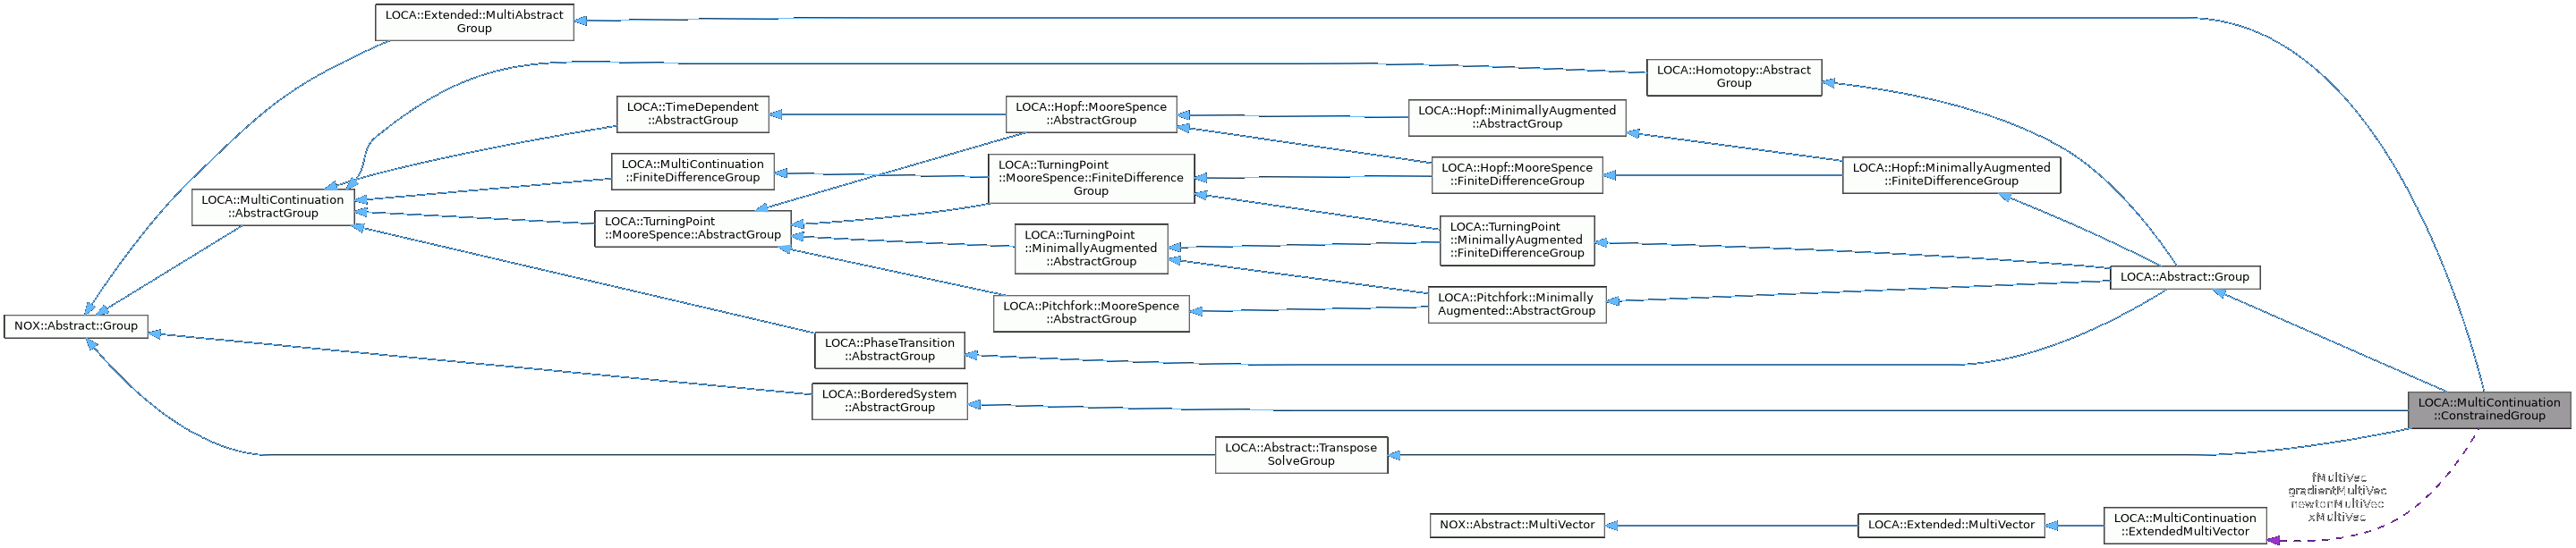 LOCA::Extended::MultiAbstract
Group
LOCA::Homotopy::Abstract
Group
LOCA::TimeDependent
::AbstractGroup
LOCA::Hopf::MooreSpence
::AbstractGroup
LOCA::Hopf::MinimallyAugmented
::AbstractGroup
LOCA::MultiContinuation
::FiniteDifferenceGroup
LOCA::TurningPoint
::MooreSpence::FiniteDifference
Group
LOCA::Hopf::MooreSpence
::FiniteDifferenceGroup
LOCA::Hopf::MinimallyAugmented
::FiniteDifferenceGroup
LOCA::MultiContinuation
::AbstractGroup
LOCA::TurningPoint
::MooreSpence::AbstractGroup
LOCA::TurningPoint
::MinimallyAugmented
::AbstractGroup
LOCA::TurningPoint
::MinimallyAugmented
::FiniteDifferenceGroup
LOCA::Abstract::Group
LOCA::Pitchfork::MooreSpence
::AbstractGroup
LOCA::Pitchfork::Minimally
Augmented::AbstractGroup
NOX::Abstract::Group
LOCA::PhaseTransition
::AbstractGroup
LOCA::BorderedSystem
::AbstractGroup
LOCA::MultiContinuation
::ConstrainedGroup
LOCA::Abstract::Transpose
SolveGroup
fMultiVec
gradientMultiVec
newtonMultiVec
xMultiVec
NOX::Abstract::MultiVector
LOCA::Extended::MultiVector
LOCA::MultiContinuation
::ExtendedMultiVector